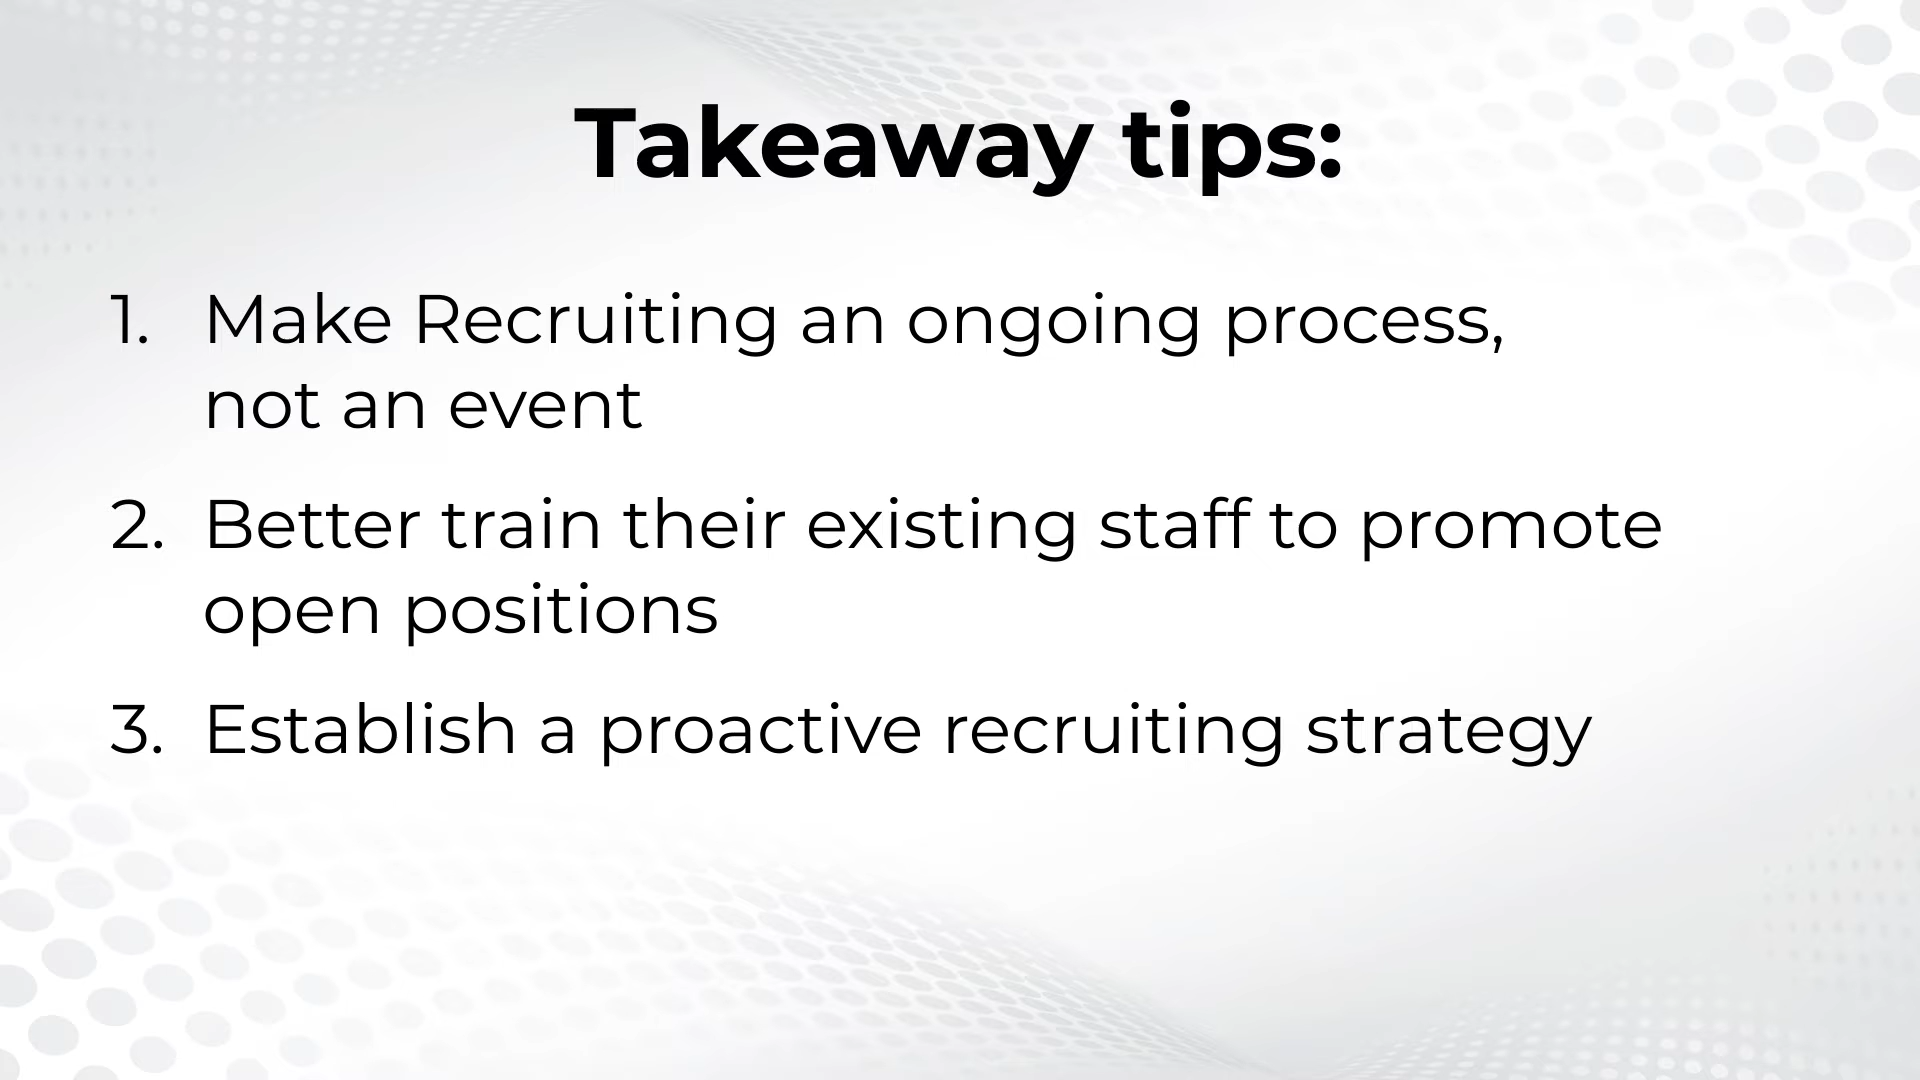 Takeaway tips:
1. Make Recruiting an ongoing process,
not an event
2. Better train their existing staff to promote
open positions
3. Establish a proactive recruiting strategy